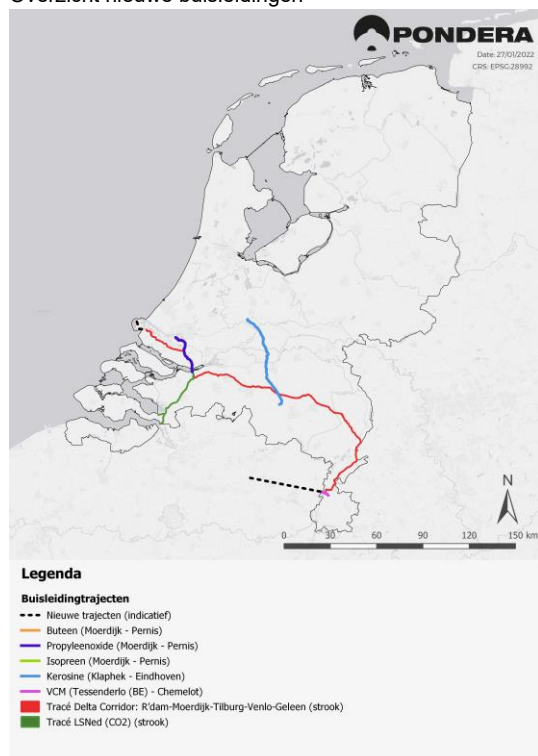 Overzicht nieuwe buisleidingen
PONDERA
Date: 27/01/2022
CRS: EPSG:28992
N
0 30 60 90 120 150 km
Legenda
Buisleidingtrajecten
Nieuwe trajecten (indicatief)
Buteen (Moerdijk - Pernis)
Propyleenoxide (Moerdijk - Pernis)
Isopreen (Moerdijk - Pernis)
Kerosine (Klaphek - Eindhoven)
VCM (Tessenderlo (BE) - Chemelot)
Tracé Delta Corridor: R'dam-Moerdijk-Tilburg-Venlo-Geleen (strook)
Tracé LSNed (CO2) (strook)